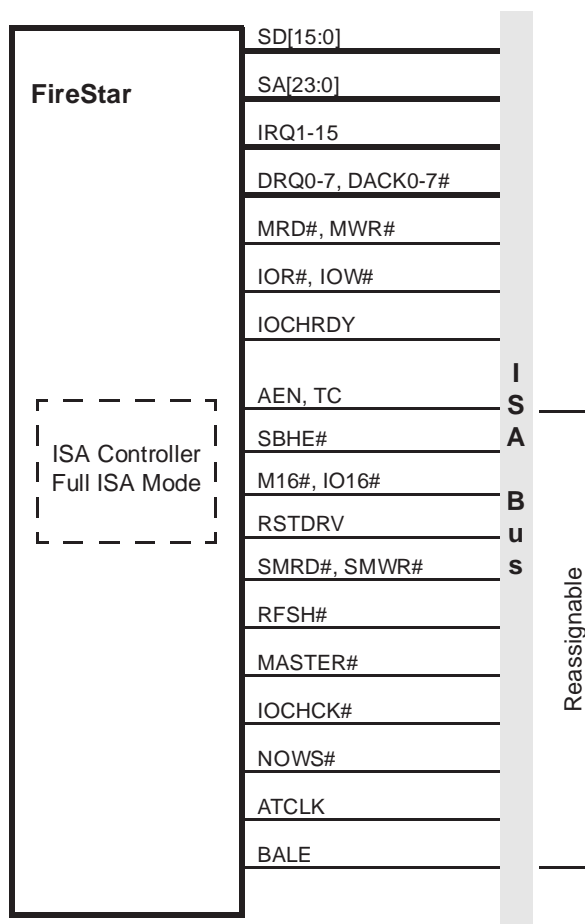 FireStar
SD[15:0]
SA[23:0]
IRQ1-15
DRQ0-7, DACK0-7#
MRD#, MWR#
IOR#, IOW#
IOCHRDY
AEN, TC
SBHE#
M16#, IO16#
RSTDRV
SMRD#, SMWR#
RFSH#
MASTER#
IOCHCK#
NOWS#
ATCLK
BALE
ISA Controller
Full ISA Mode
ISA Bus
Reassignable